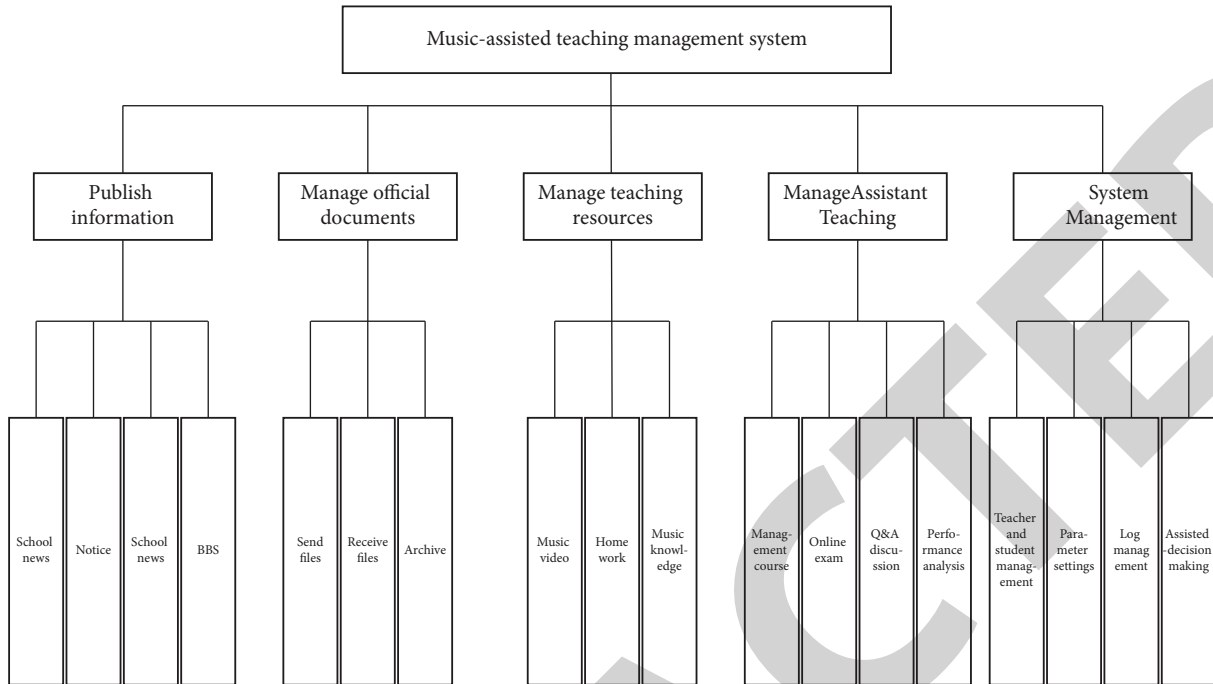 Music-assisted teaching management system
Publish
information
Manage official
documents
Manage teaching
resources
ManageAssistant
Teaching
System
Management
School
news
Notice
School
news
BBS
Send
files
Receive
files
Archive
Music
video
Home
work
Music
knowl-
edge
Manag-
ement
course
Online
exam
Q&A
discu-
ssion
Perfo-
rmance
analysis
Teacher
and
student
manag-
ement
Para-
meter
settings
Log
manag
ement
Assisted
-decision
making